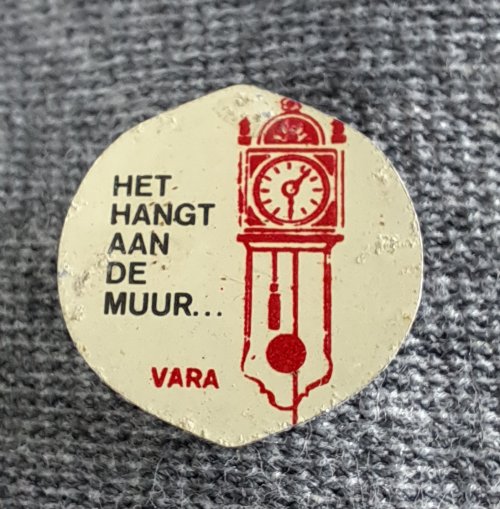 HET
HANGT
AAN
DE
MUUR...
VARA